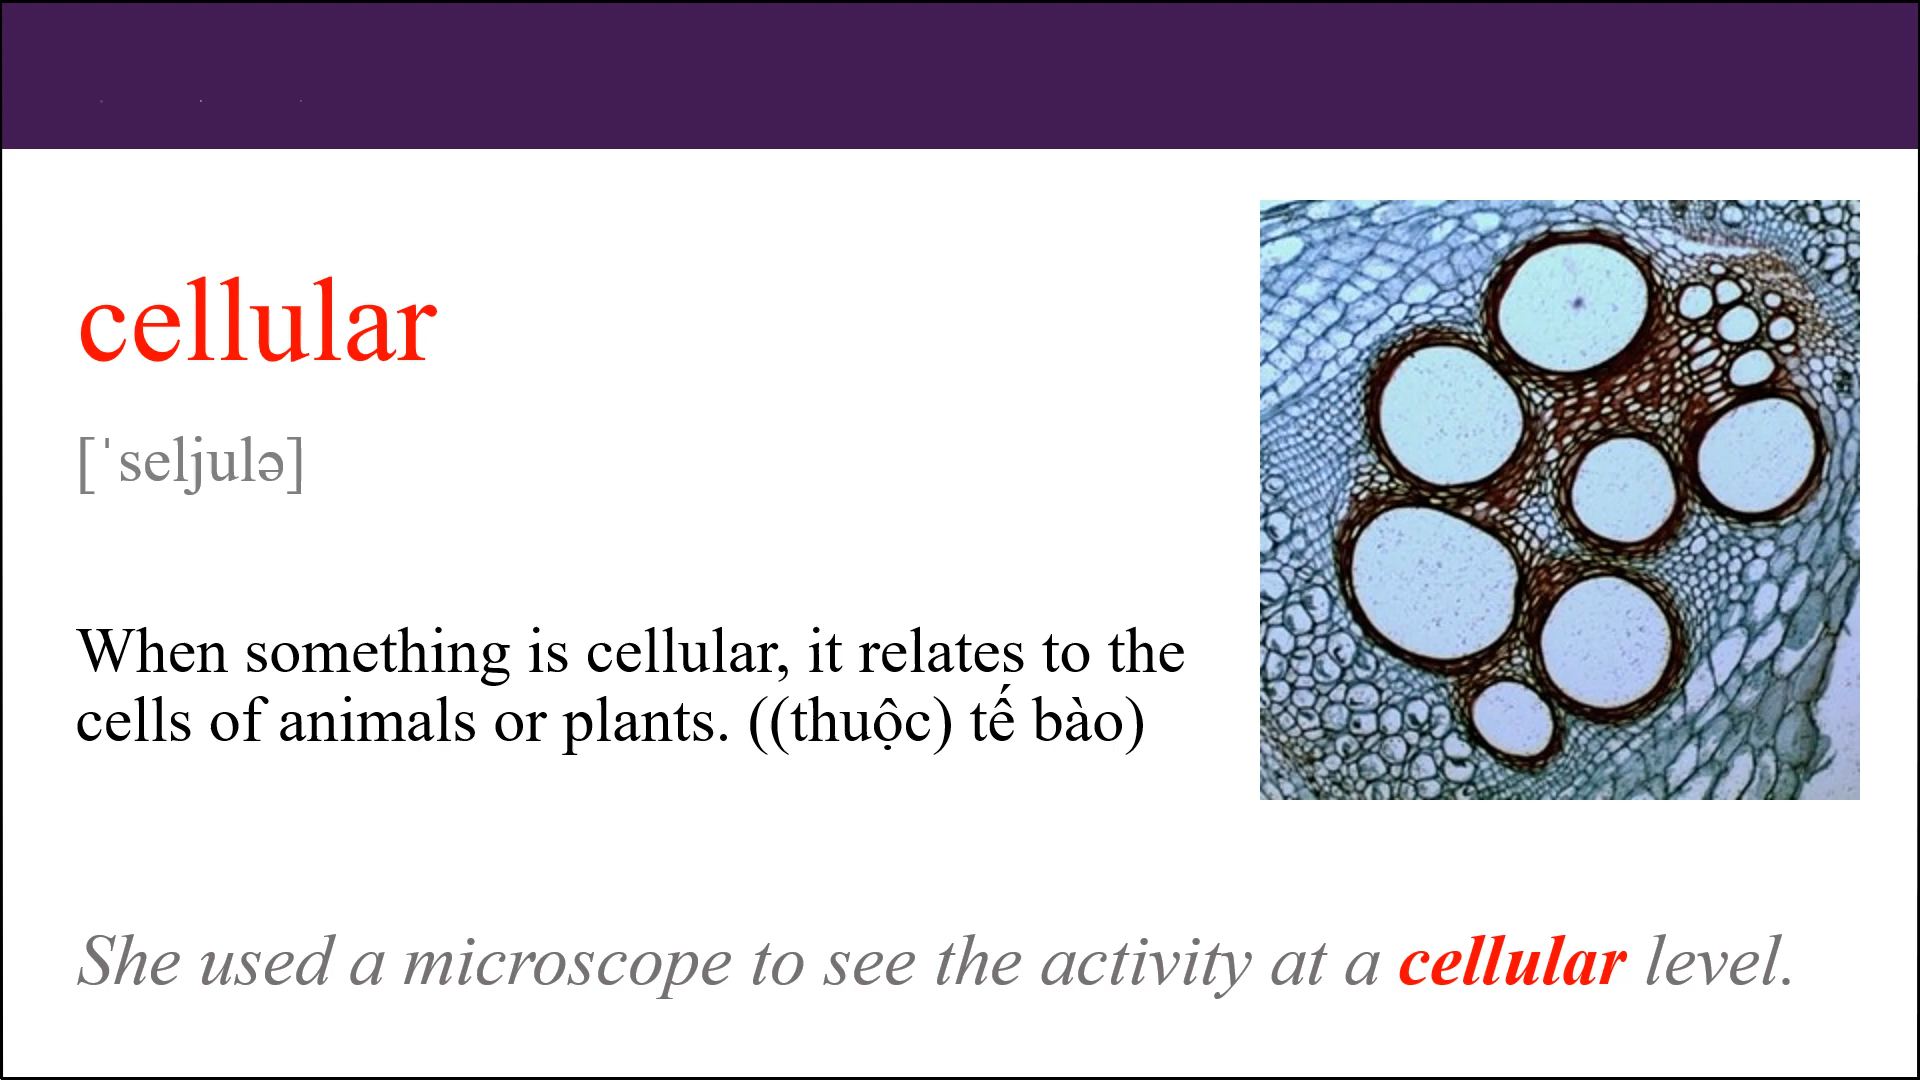 cellular
[ˈseljulə]
When something is cellular, it relates to the
cells of animals or plants. ((thuộc) tế bào)
She used a microscope to see the activity at a cellular level.